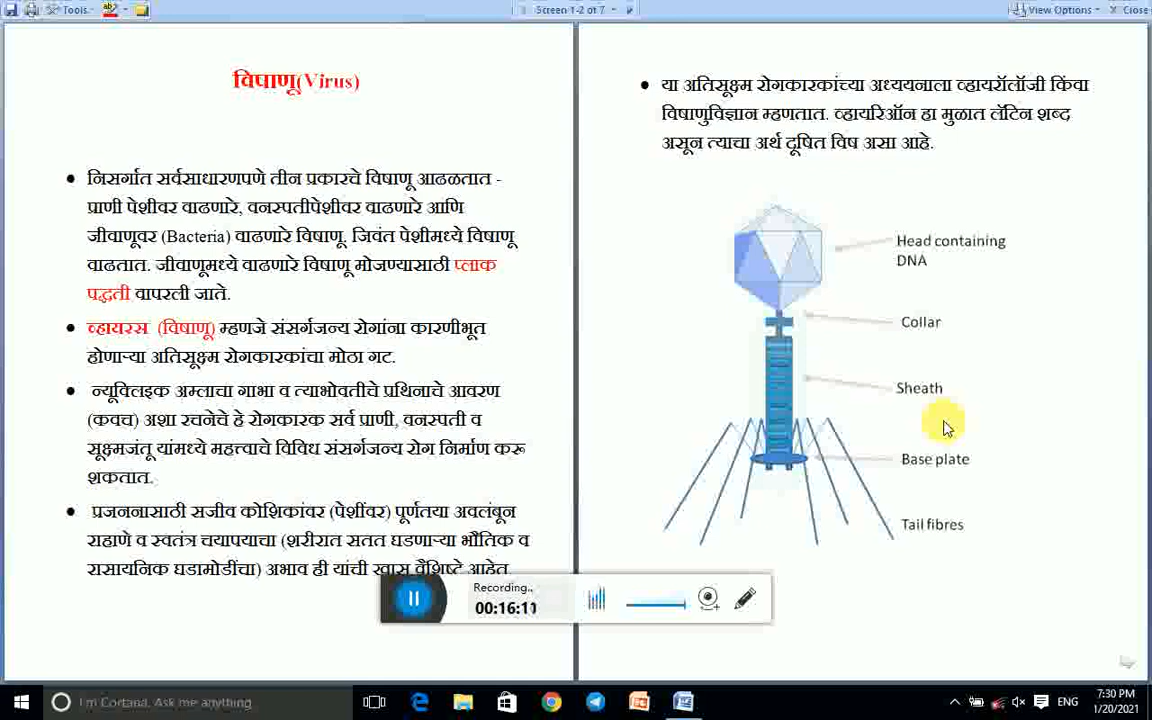 Tools
Screen 1-2 of 7
View Options
Close
विषाणू(Virus)
निसर्गात सर्वसाधारणपणे तीन प्रकारचे विषाणू आढळतात -
प्राणी पेशीवर वाढणारे, वनस्पतीपेशीवर वाढणारे आणि
जीवाणूवर (Bacteria) वाढणारे विषाणू. जिवंत पेशीमध्ये विषाणू
वाढतात. जीवाणूमध्ये वाढणारे विषाणू मोजण्यासाठी प्लाक
पद्धती वापरली जाते.
व्हायरस (विषाणू) म्हणजे संसर्गजन्य रोगांना कारणीभूत
होणाऱ्या अतिसूक्ष्म रोगकारकांचा मोठा गट.
न्यूक्लिइक अम्लाचा गाभा व त्याभोवतीचे प्रथिनाचे आवरण
(कवच) अशा रचनेचे हे रोगकारक सर्व प्राणी, वनस्पती व
सूक्ष्मजंतू यांमध्ये महत्त्वाचे विविध संसर्गजन्य रोग निर्माण करू
शकतात.
प्रजननासाठी सजीव कोशिकांवर (पेशींवर) पूर्णतया अवलंबून
राहाणे व स्वतंत्र चयापयाचा (शरीरात सतत घडणाऱ्या भौतिक व
रासायनिक घडामोडींचा) अभाव ही यांची खास वैशिष्टे आहेत.
या अतिसूक्ष्म रोगकारकांच्या अध्ययनाला व्हायरॉलॉजी किंवा
विषाणुविज्ञान म्हणतात. व्हायरिऑन हा मुळात लॅटिन शब्द
असून त्याचा अर्थ दूषित विष असा आहे.
Head containing
DNA
Collar
Sheath
Base plate
Tail fibres
Recording..
00:16:11
I'm Cortana. Ask me anything
ENG
7:30 PM
1/20/2021